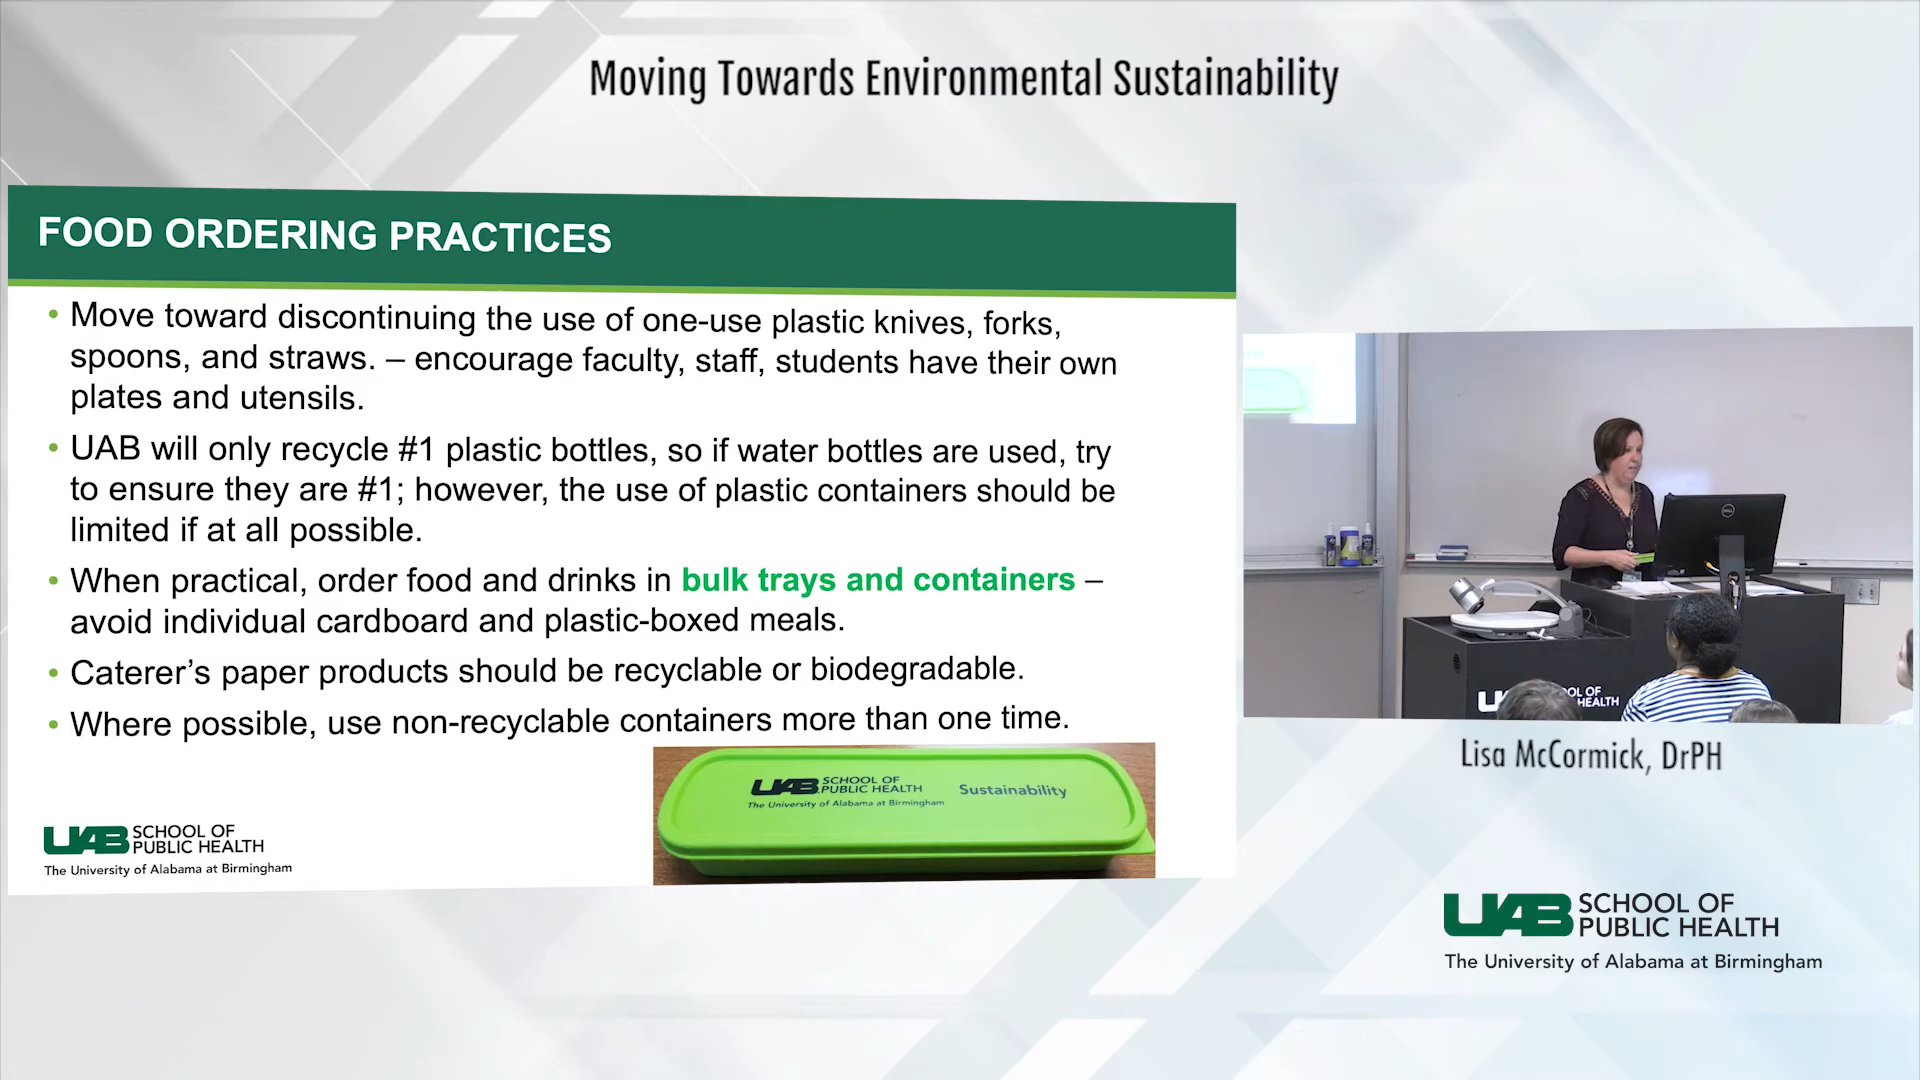 Moving Towards Environmental Sustainability
FOOD ORDERING PRACTICES
• Move toward discontinuing the use of one-use plastic knives, forks,
spoons, and straws. – encourage faculty, staff, students have their own
plates and utensils.
• UAB will only recycle #1 plastic bottles, so if water bottles are used, try
to ensure they are #1; however, the use of plastic containers should be
limited if at all possible.
• When practical, order food and drinks in bulk trays and containers –
avoid individual cardboard and plastic-boxed meals.
• Caterer’s paper products should be recyclable or biodegradable.
• Where possible, use non-recyclable containers more than one time.
UAB SCHOOL OF
PUBLIC HEALTH
The University of Alabama at Birmingham
Sustainability
UAB SCHOOL OF
PUBLIC HEALTH
The University of Alabama at Birmingham
DELL
Lisa McCormick, DrPH
UAB SCHOOL OF
PUBLIC HEALTH
The University of Alabama at Birmingham